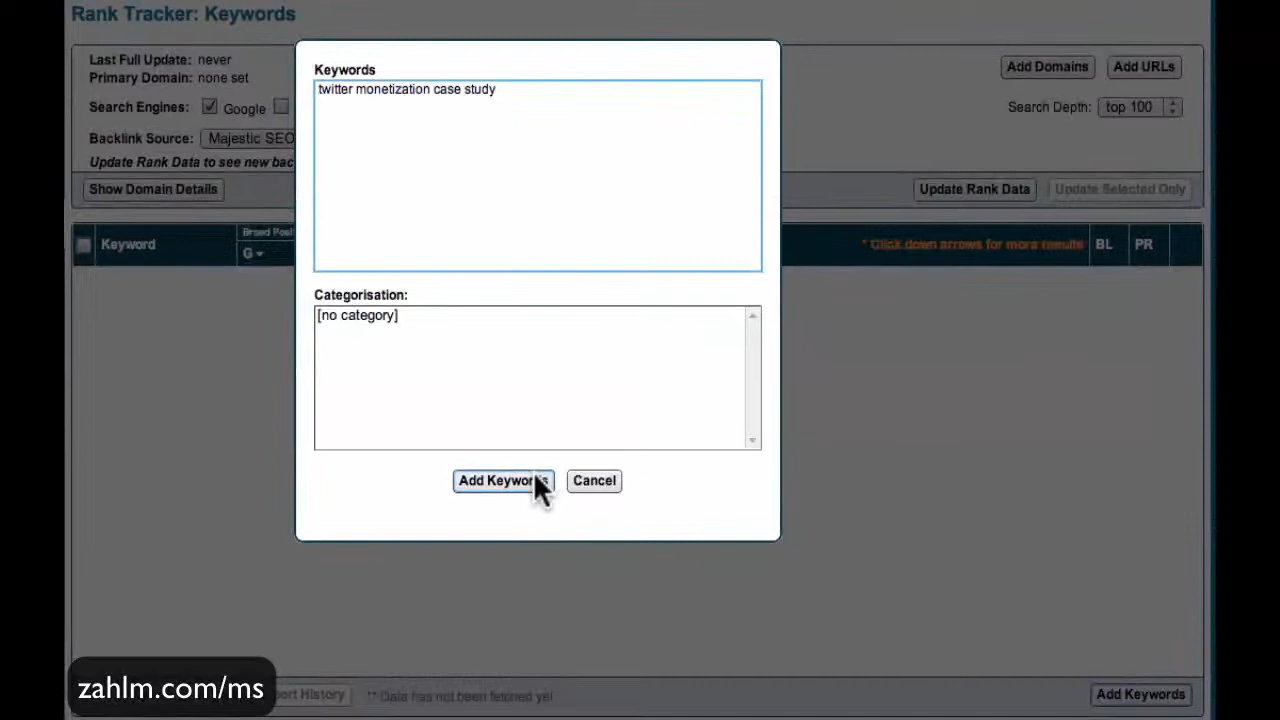 Rank Tracker: Keywords
Last Full Update: never
Primary Domain: none set
Search Engines: Google
Backlink Source: Majestic SEO
Update Rank Data to see new bac
Show Domain Details
Add Domains
Add URLs
Search Depth: top 100
Update Rank Data
Update Selected Only
Keyword
Broad Posi
G
* Click down arrows for more results
BL
PR
Keywords
twitter monetization case study
Categorisation:
[no category]
Add Keywords
Cancel
zahlm.com/ms
ort History
** Data has not been fetched yet
Add Keywords